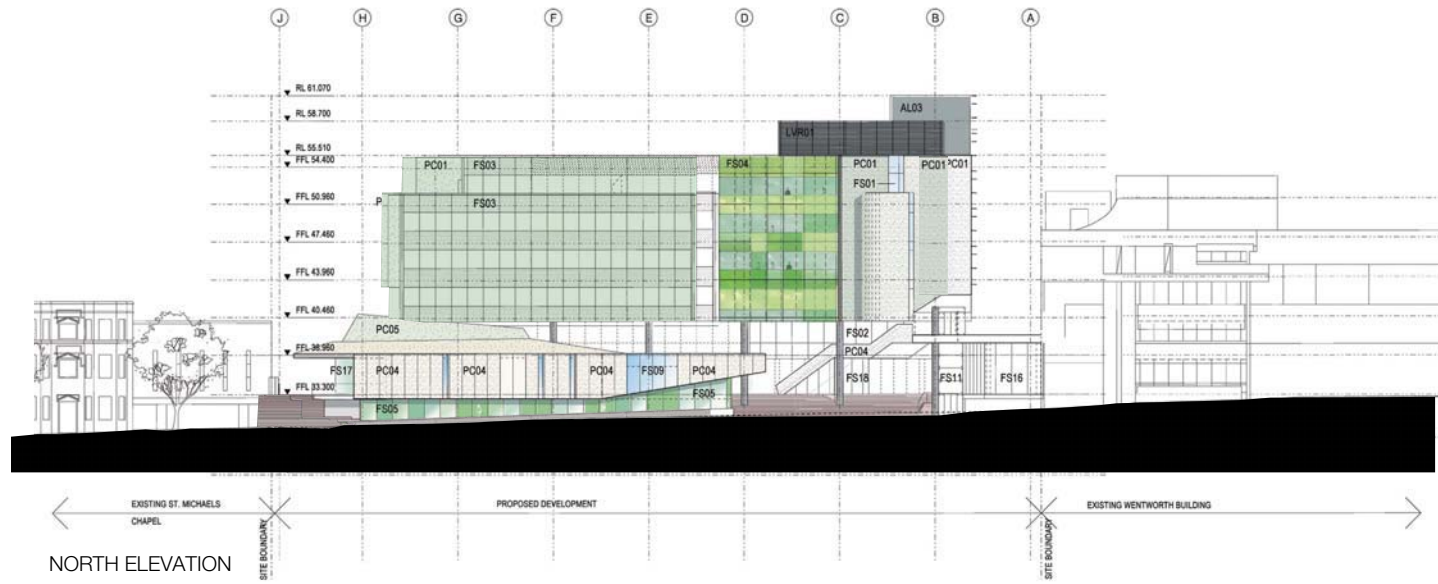 J H G F E D C B A
RL 61.070
AL03
RL 58.700
LVR01
RL 55.510
FFL 54.400
PC01 FS03 FS04 PC01 PC01 PC01
FS01
FFL 50.960
P FS03
FFL 47.460
FFL 43.960
FFL 40.460
PC05 FS02
FFL 36.960
PC04
FS17 PC04 PC04 PC04 FS09 PC04 FS18 FS11 FS16
FFL 33.300
FS05 FS05
EXISTING ST. MICHAELS
CHAPEL
PROPOSED DEVELOPMENT
EXISTING WENTWORTH BUILDING
SITE BOUNDARY
SITE BOUNDARY
NORTH ELEVATION